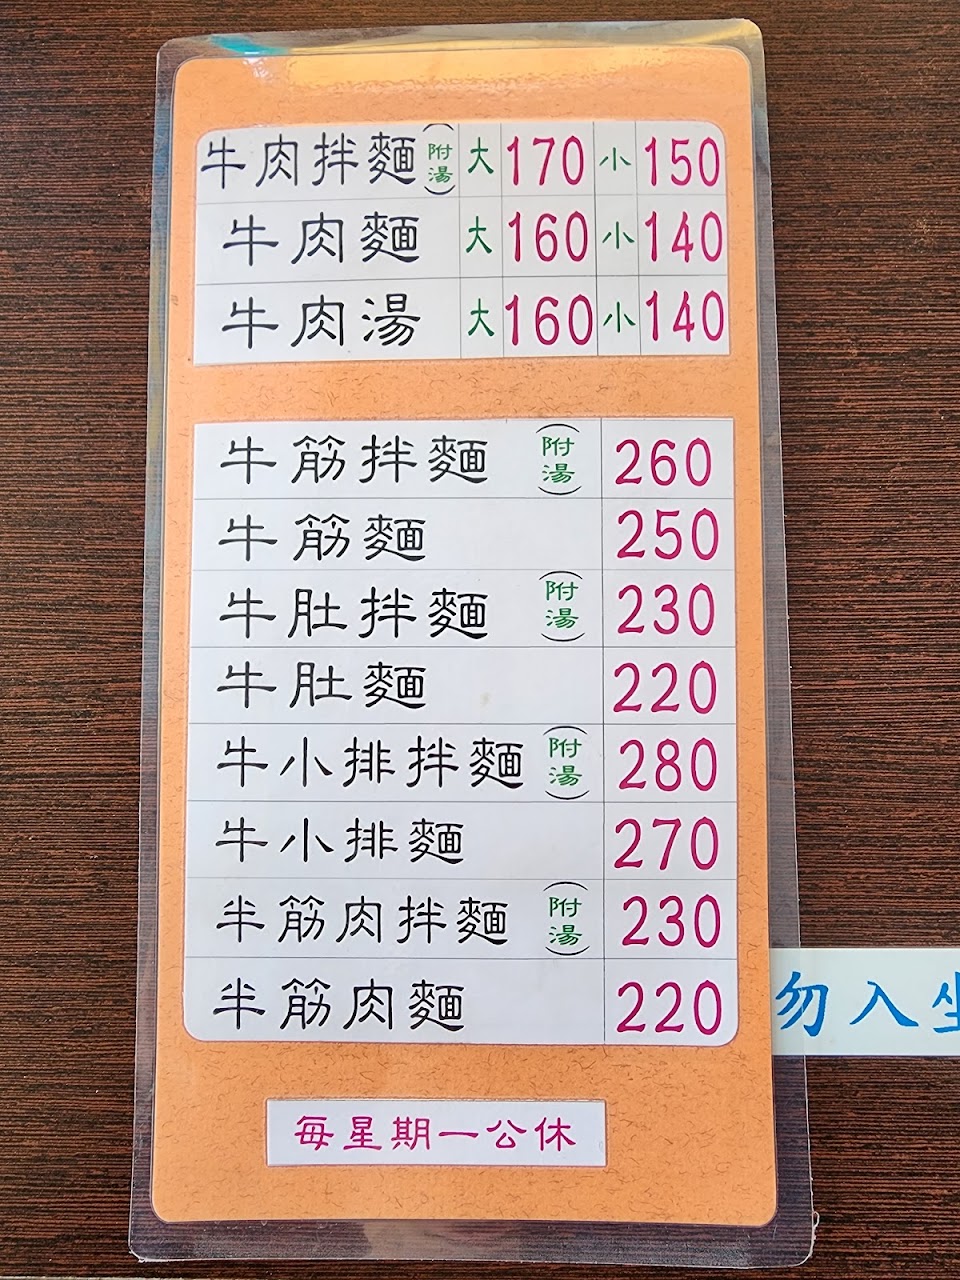 牛肉拌麵(附湯) 大 170 小 150
牛肉麵 大 160 小 140
牛肉湯 大 160 小 140
牛筋拌麵 (附湯) 260
牛筋麵 250
牛肚拌麵 (附湯) 230
牛肚麵 220
牛小排拌麵 (附湯) 280
牛小排麵 270
半筋肉拌麵 (附湯) 230
半筋肉麵 220
勿入坐
每星期一公休